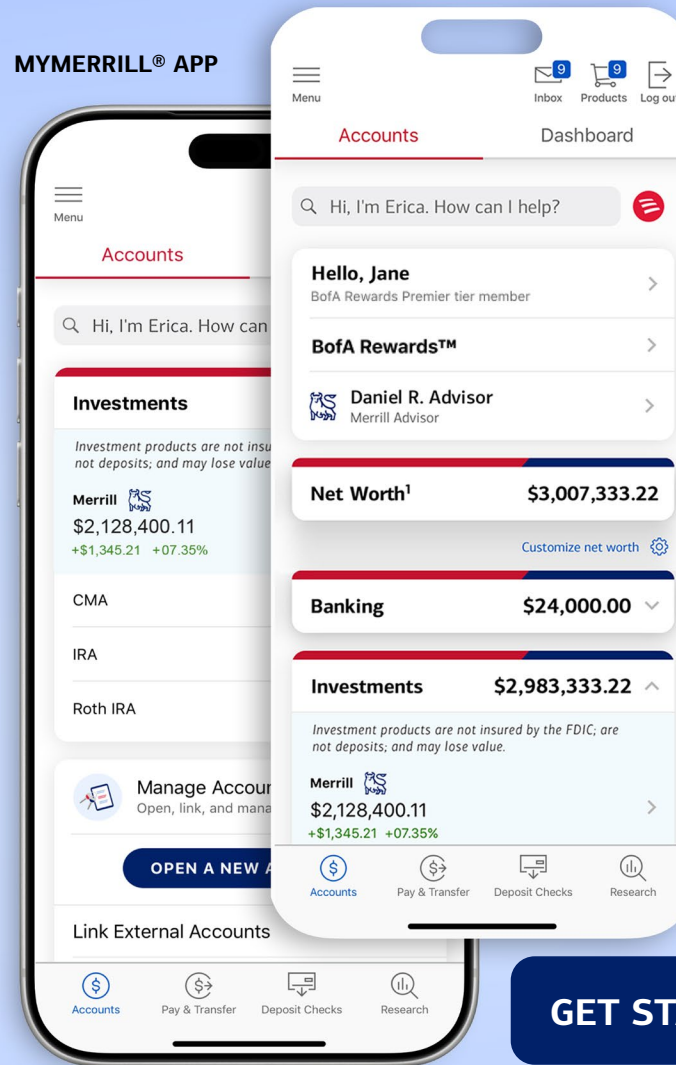 MYMERRILL® APP
Menu
Accounts
Hi, I'm Erica. How can
Investments
Investment products are not insu
not deposits; and may lose value
Merrill
$2,128,400.11
+$1,345.21 +07.35%
CMA
IRA
Roth IRA
Manage Accou
Open, link, and mana
OPEN A NEW A
Link External Accounts
Accounts Pay & Transfer Deposit Checks Research
Menu
9 9
Inbox Products Log out
Accounts Dashboard
Hi, I'm Erica. How can I help?
Hello, Jane
BofA Rewards Premier tier member
BofA Rewards™
Daniel R. Advisor
Merrill Advisor
Net Worth¹ $3,007,333.22
Customize net worth
Banking $24,000.00
Investments $2,983,333.22
Investment products are not insured by the FDIC; are
not deposits; and may lose value.
Merrill
$2,128,400.11
+$1,345.21 +07.35%
Accounts Pay & Transfer Deposit Checks Research
GET STA